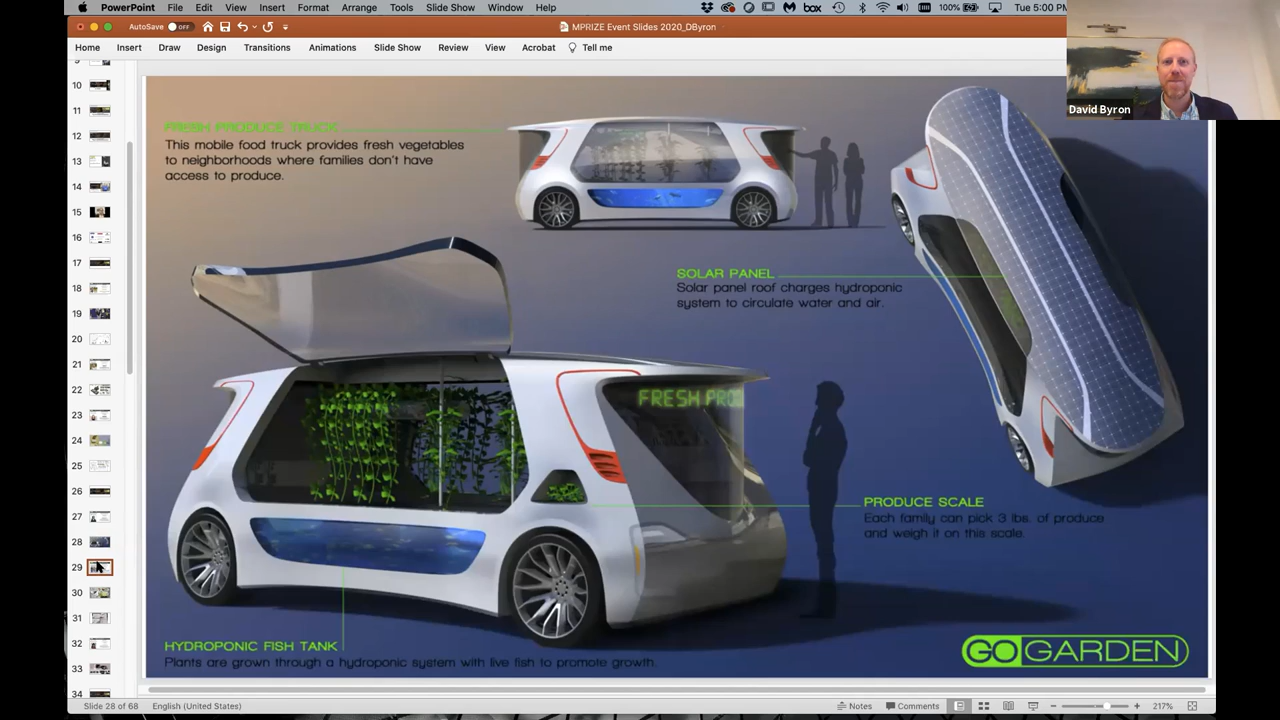 PowerPoint File Edit View Insert Format Arrange Tools Slide Show Window Help box 100% Tue 5:00 PM
AutoSave OFF MPRIZE Event Slides 2020_DByron
Home Insert Draw Design Transitions Animations Slide Show Review View Acrobat Tell me
David Byron
9
10
11
12
13
14
15
16
17
18
19
20
21
22
23
24
25
26
27
28
29
30
31
32
33
34
FRESH PRODUCE TRUCK
This mobile food truck provides fresh vegetables
to neighborhoods where families don't have
access to produce.
SOLAR PANEL
Solar panel roof charges hydroponic
system to circulate water and air.
FRESH PROD
PRODUCE SCALE
Each family can pick 3 lbs. of produce
and weigh it on this scale.
HYDROPONIC FISH TANK
Plants are grown through a hydroponic system with live fish to promote growth.
GO GARDEN
Slide 28 of 68 English (United States) Notes Comments 217%